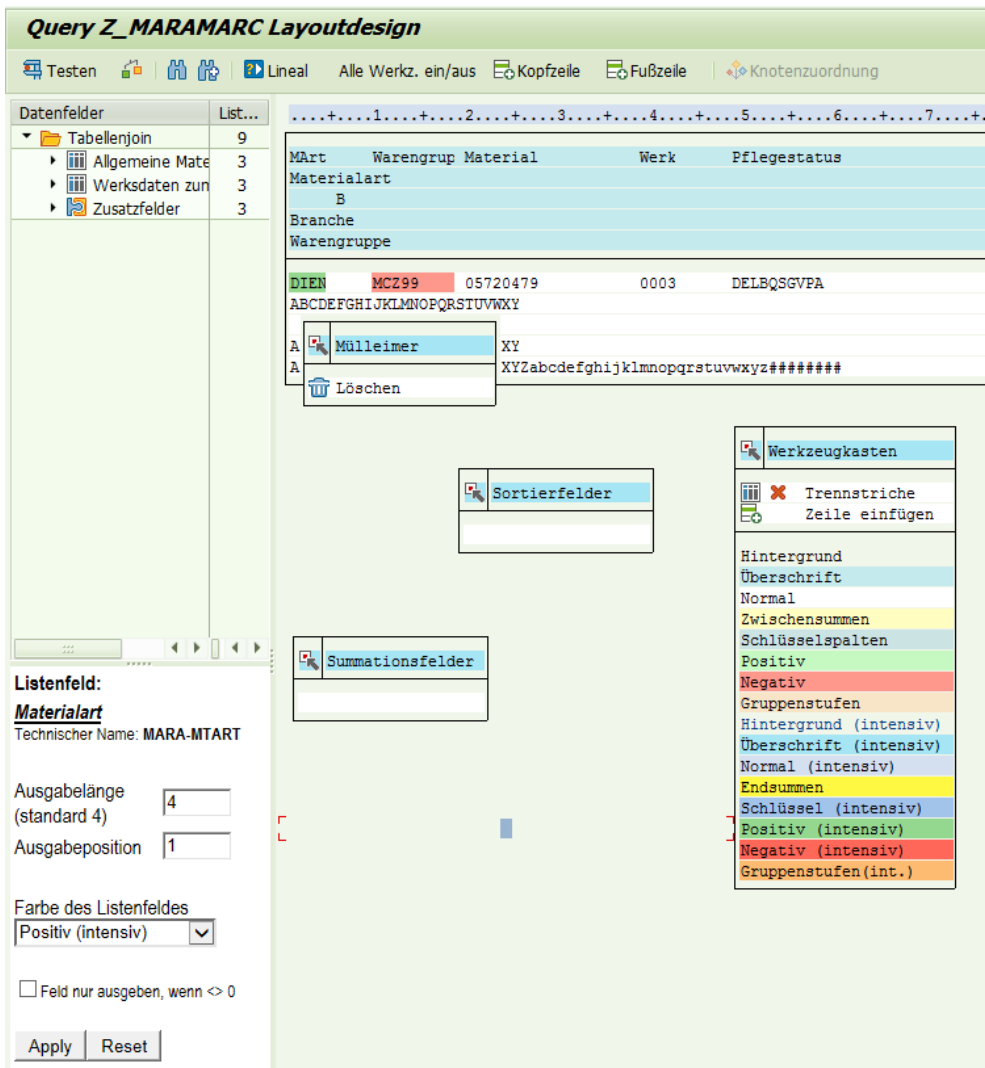 Query Z_MARAMARC Layoutdesign
Testen Lineal Alle Werkz. ein/aus Kopfzeile Fußzeile Knotenzuordnung
Datenfelder List...
Tabellenjoin 9
Allgemeine Mate 3
Werksdaten zun 3
Zusatzfelder 3
....+....1....+....2....+....3....+....4....+....5....+....6....+....7....+.
MArt Warengrup Material Werk Pflegestatus
Materialart
B
Branche
Warengruppe
DIEN MCZ99 05720479 0003 DELBQSGVPA
ABCDEFGHIJKLMNOPQRSTUVWXY
A XY
A XYZabcdefghijklmnopqrstuvwxyz########
Mülleimer
Löschen
Sortierfelder
Summationsfelder
Werkzeugkasten
Trennstriche
Zeile einfügen
Hintergrund
Überschrift
Normal
Zwischensummen
Schlüsselspalten
Positiv
Negativ
Gruppenstufen
Hintergrund (intensiv)
Überschrift (intensiv)
Normal (intensiv)
Endsummen
Schlüssel (intensiv)
Positiv (intensiv)
Negativ (intensiv)
Gruppenstufen(int.)
Listenfeld:
Materialart
Technischer Name: MARA-MTART
Ausgabelänge
(standard 4) 4
Ausgabeposition 1
Farbe des Listenfeldes
Positiv (intensiv)
Feld nur ausgeben, wenn <> 0
Apply Reset